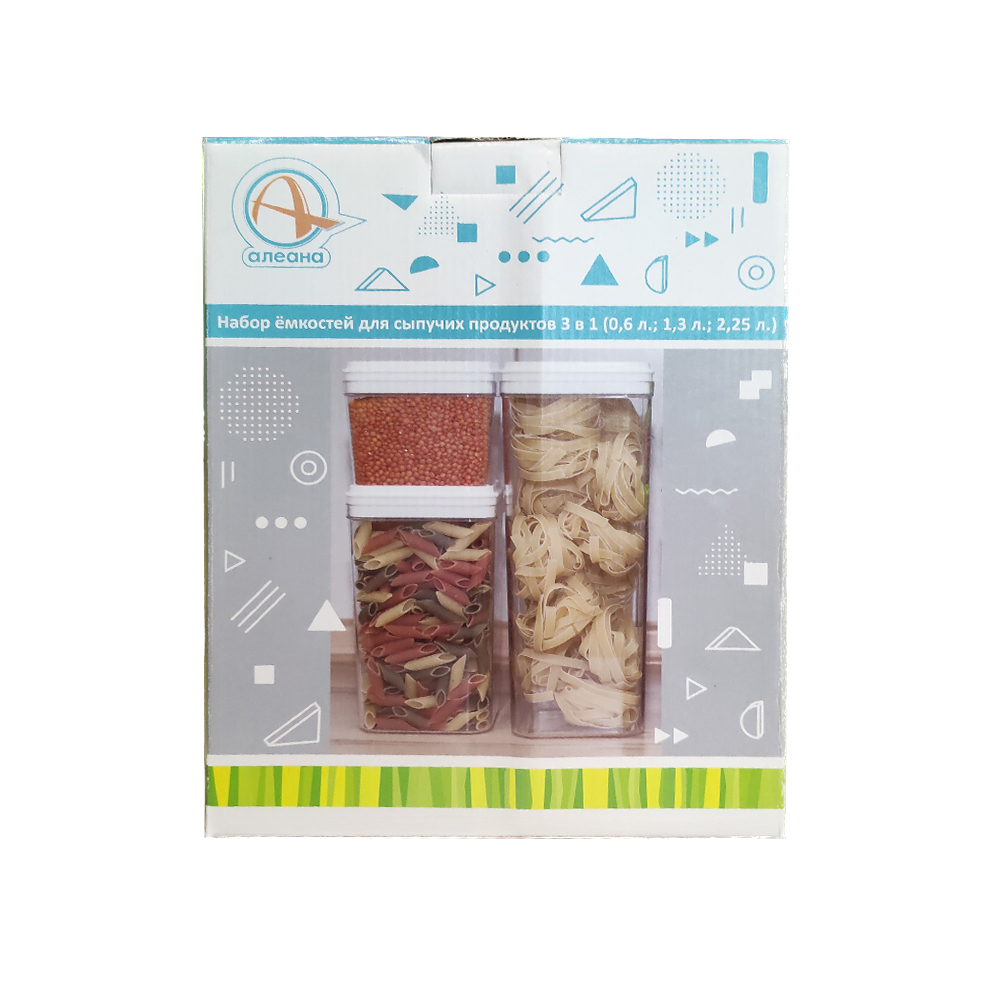 алеана
Набор ёмкостей для сыпучих продуктов 3 в 1 (0,6 л.; 1,3 л.; 2,25 л.)